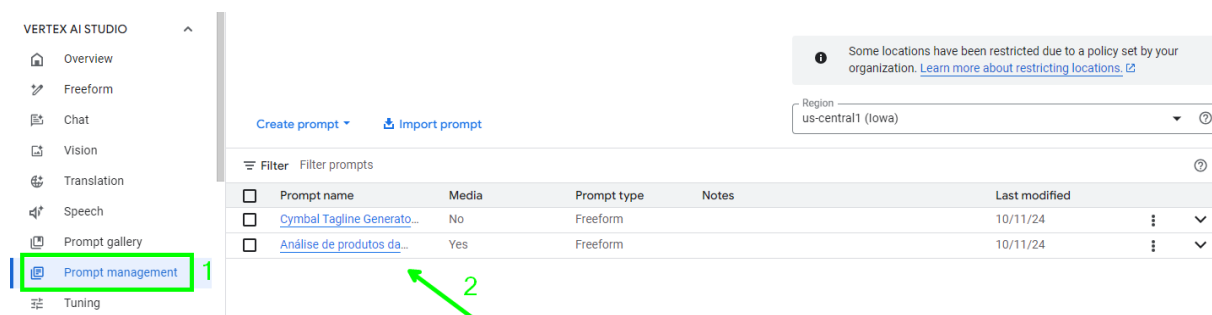 VERTEX AI STUDIO
Overview
Freeform
Chat
Vision
Translation
Speech
Prompt gallery
Prompt management
1
Tuning
Some locations have been restricted due to a policy set by your
organization. Learn more about restricting locations.
Create prompt
Import prompt
Region
us-central1 (Iowa)
Filter Filter prompts
Prompt name Media Prompt type Notes Last modified
Cymbal Tagline Generato... No Freeform 10/11/24
Análise de produtos da... Yes Freeform 10/11/24
2